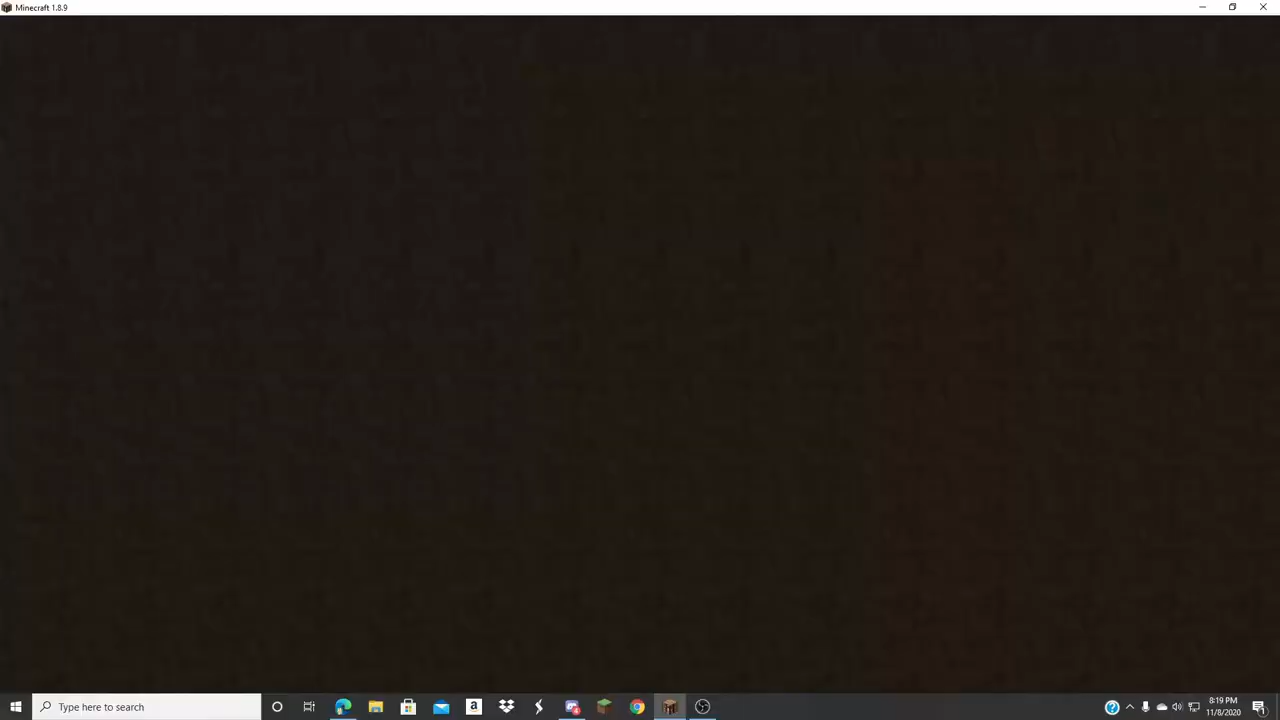 Minecraft 1.8.9
Type here to search
a
8:19 PM
11/8/2020